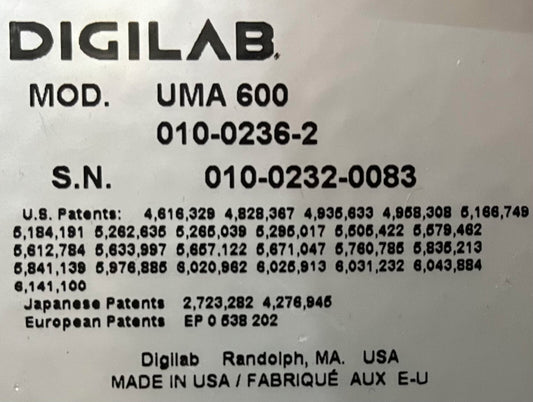 DIGILAB.
MOD. UMA 600
010-0236-2
S.N. 010-0232-0083
U.S. Patents: 4,616,329 4,828,367 4,935,633 4,958,308 5,166,749
5,184,191 5,262,635 5,265,039 5,295,017 5,505,422 5,579,462
5,612,784 5,633,997 5,657,122 5,671,047 5,760,785 5,835,213
5,841,139 5,976,885 6,020,962 6,025,913 6,031,232 6,043,884
6,141,100
Japanese Patents 2,723,282 4,276,945
European Patents EP 0 538 202
Digilab Randolph, MA. USA
MADE IN USA / FABRIQUÉ AUX E-U